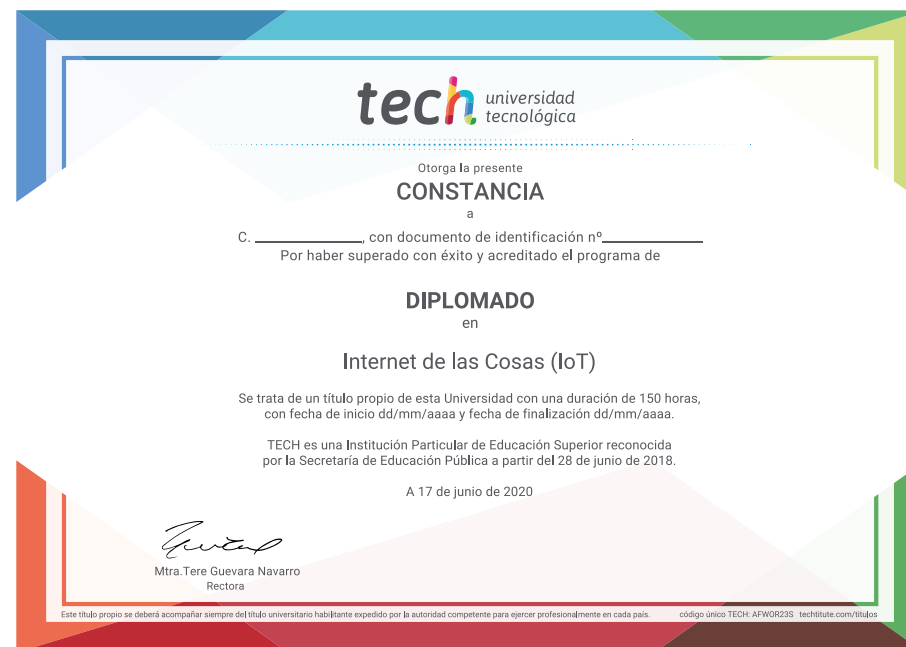 tech universidad
tecnológica
Otorga la presente
CONSTANCIA
a
C. ____________, con documento de identificación nº____________
Por haber superado con éxito y acreditado el programa de
DIPLOMADO
en
Internet de las Cosas (IoT)
Se trata de un título propio de esta Universidad con una duración de 150 horas,
con fecha de inicio dd/mm/aaaa y fecha de finalización dd/mm/aaaa.
TECH es una Institución Particular de Educación Superior reconocida
por la Secretaría de Educación Pública a partir del 28 de junio de 2018.
A 17 de junio de 2020
Mtra.Tere Guevara Navarro
Rectora
Este título propio se deberá acompañar siempre del título universitario habilitante expedido por la autoridad competente para ejercer profesionalmente en cada país. código único TECH: AFWOR23S techtitute.com/titulos